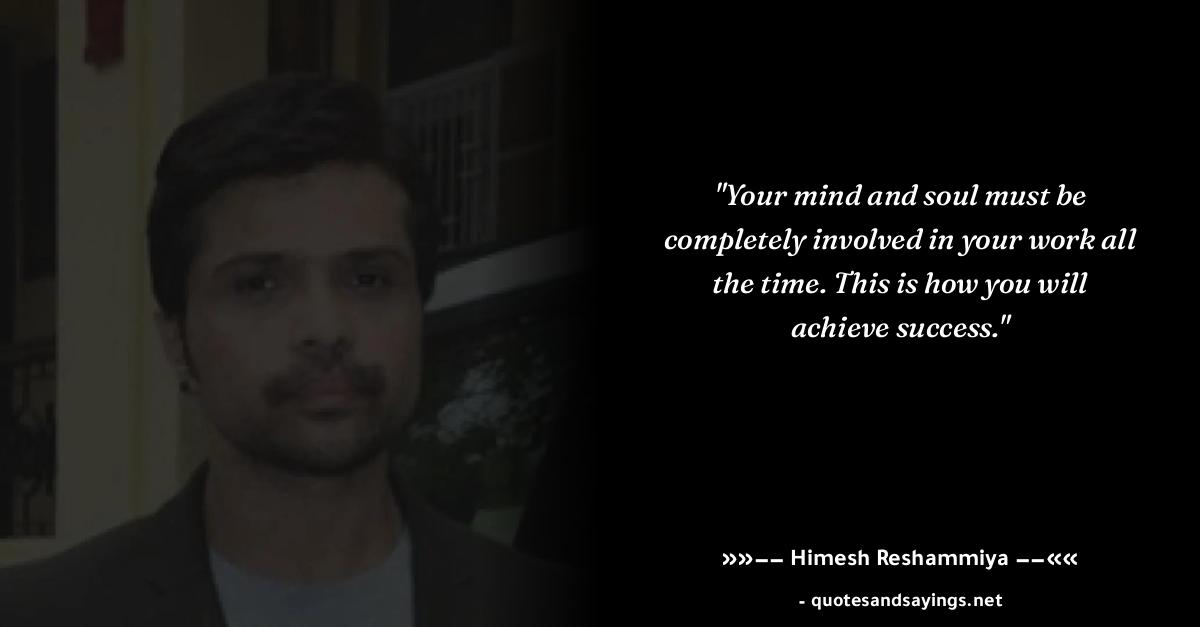 "Your mind and soul must be
completely involved in your work all
the time. This is how you will
achieve success."
»»–– Himesh Reshammiya ––««
- quotesandsayings.net